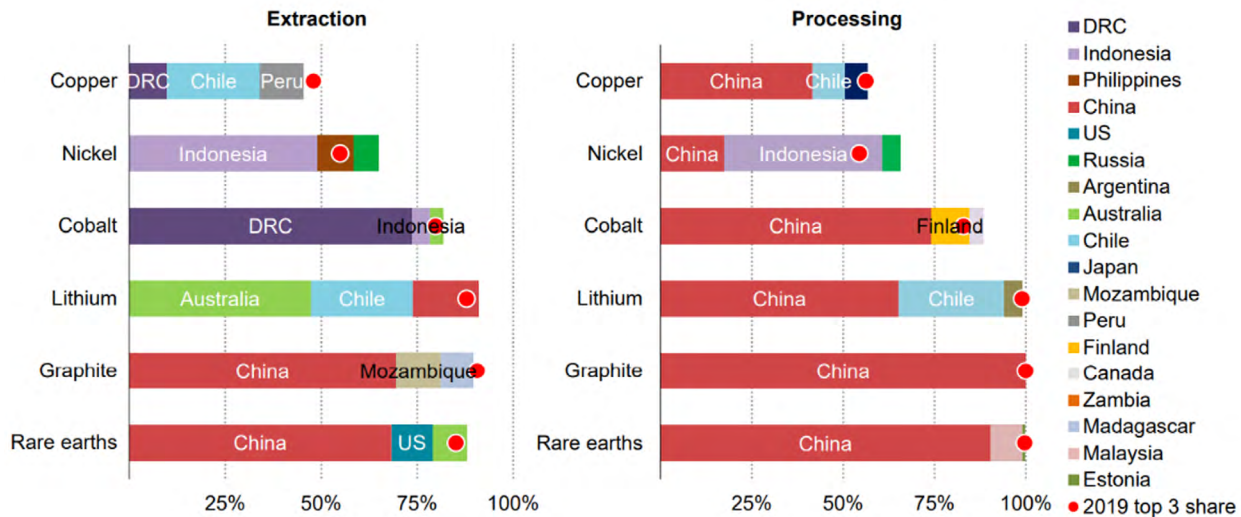 Extraction
Copper
DRC Chile Peru
Nickel
Indonesia
Cobalt
DRC Indonesia
Lithium
Australia Chile
Graphite
China Mozambique
Rare earths
China US
25% 50% 75% 100%
Processing
Copper
China Chile
Nickel
China Indonesia
Cobalt
China Finland
Lithium
China Chile
Graphite
China
Rare earths
China
25% 50% 75% 100%
DRC
Indonesia
Philippines
China
US
Russia
Argentina
Australia
Chile
Japan
Mozambique
Peru
Finland
Canada
Zambia
Madagascar
Malaysia
Estonia
2019 top 3 share